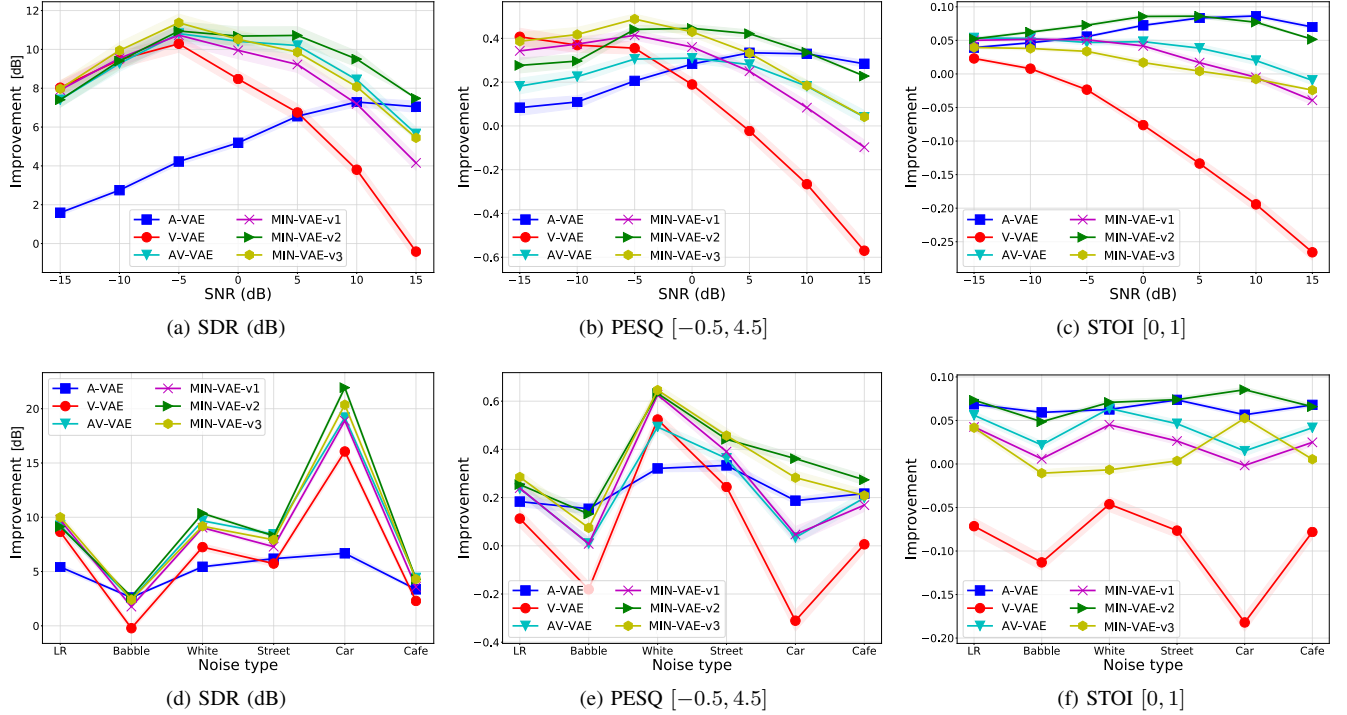 12
10
8
6
4
2
0
Improvement [dB]
A-VAE
V-VAE
AV-VAE
MIN-VAE-v1
MIN-VAE-v2
MIN-VAE-v3
−15 −10 −5 0 5 10 15
SNR (dB)
(a) SDR (dB)
0.4
0.2
0.0
−0.2
−0.4
−0.6
Improvement
A-VAE
V-VAE
AV-VAE
MIN-VAE-v1
MIN-VAE-v2
MIN-VAE-v3
−15 −10 −5 0 5 10 15
SNR (dB)
(b) PESQ [−0.5, 4.5]
0.10
0.05
0.00
−0.05
−0.10
−0.15
−0.20
−0.25
Improvement
A-VAE
V-VAE
AV-VAE
MIN-VAE-v1
MIN-VAE-v2
MIN-VAE-v3
−15 −10 −5 0 5 10 15
SNR (dB)
(c) STOI [0, 1]
20
15
10
5
0
Improvement [dB]
A-VAE
V-VAE
AV-VAE
MIN-VAE-v1
MIN-VAE-v2
MIN-VAE-v3
LR Babble White Street Car Cafe
Noise type
(d) SDR (dB)
0.6
0.4
0.2
0.0
−0.2
−0.4
Improvement
A-VAE
V-VAE
AV-VAE
MIN-VAE-v1
MIN-VAE-v2
MIN-VAE-v3
LR Babble White Street Car Cafe
Noise type
(e) PESQ [−0.5, 4.5]
0.10
0.05
0.00
−0.05
−0.10
−0.15
−0.20
Improvement
A-VAE
V-VAE
AV-VAE
MIN-VAE-v1
MIN-VAE-v2
MIN-VAE-v3
LR Babble White Street Car Cafe
Noise type
(f) STOI [0, 1]